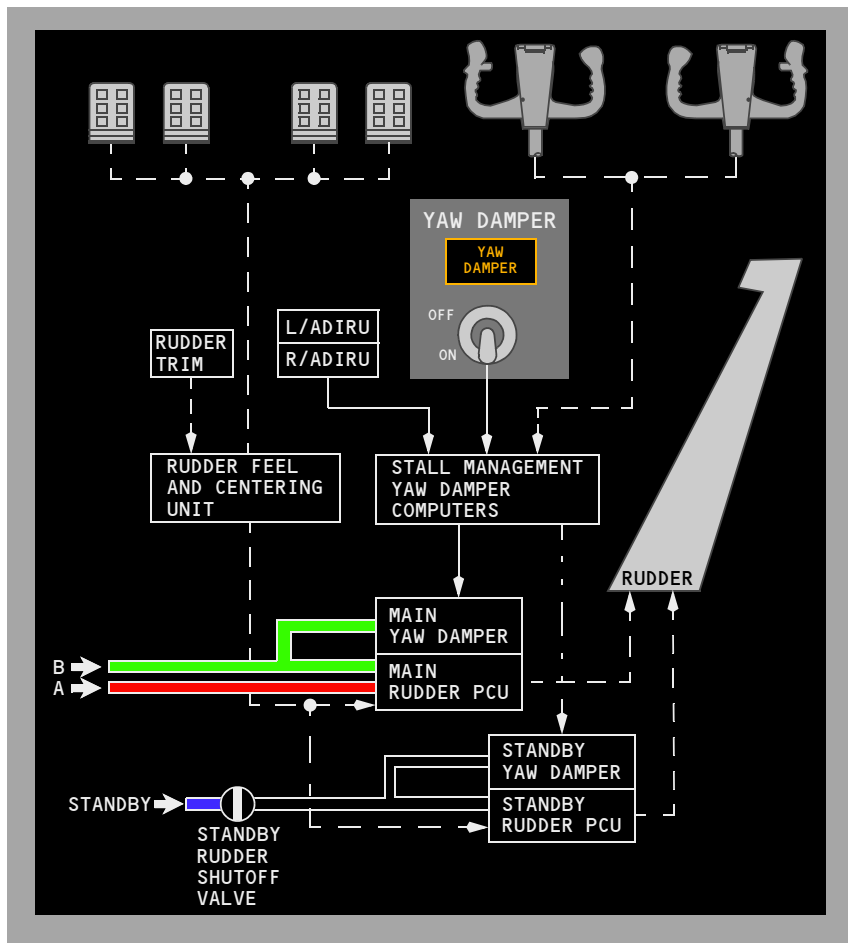 YAW DAMPER
YAW
DAMPER
OFF
ON
L/ADIRU
R/ADIRU
RUDDER
TRIM
RUDDER FEEL
AND CENTERING
UNIT
STALL MANAGEMENT
YAW DAMPER
COMPUTERS
RUDDER
MAIN
YAW DAMPER
MAIN
RUDDER PCU
B
A
STANDBY
YAW DAMPER
STANDBY
RUDDER PCU
STANDBY
STANDBY
RUDDER
SHUTOFF
VALVE